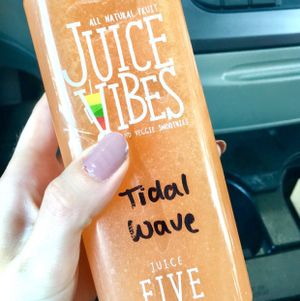 ALL NATURAL FRUIT
JUICE
VIBES
VEGGIE SMOOTHIES
Tidal
Wave
JUICE
FIVE